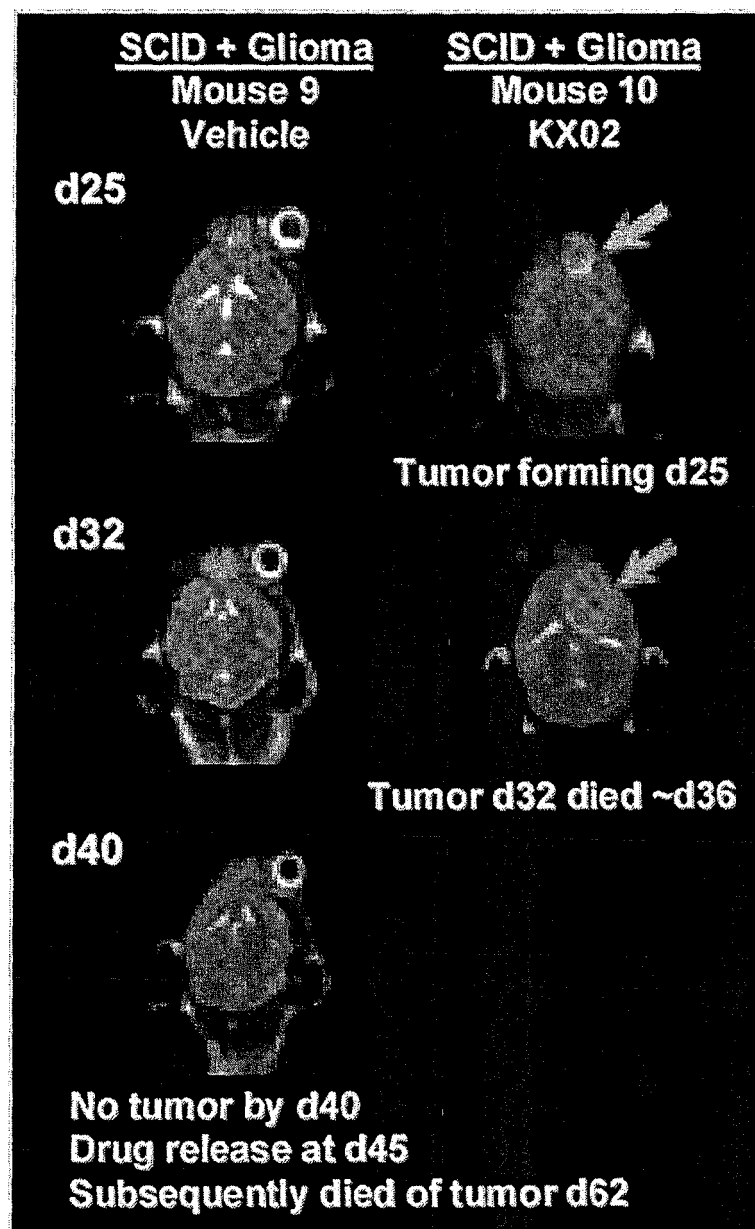 SCID + Glioma
Mouse 9
Vehicle
SCID + Glioma
Mouse 10
KX02
d25
Tumor forming d25
d32
Tumor d32 died ~d36
d40
No tumor by d40
Drug release at d45
Subsequently died of tumor d62